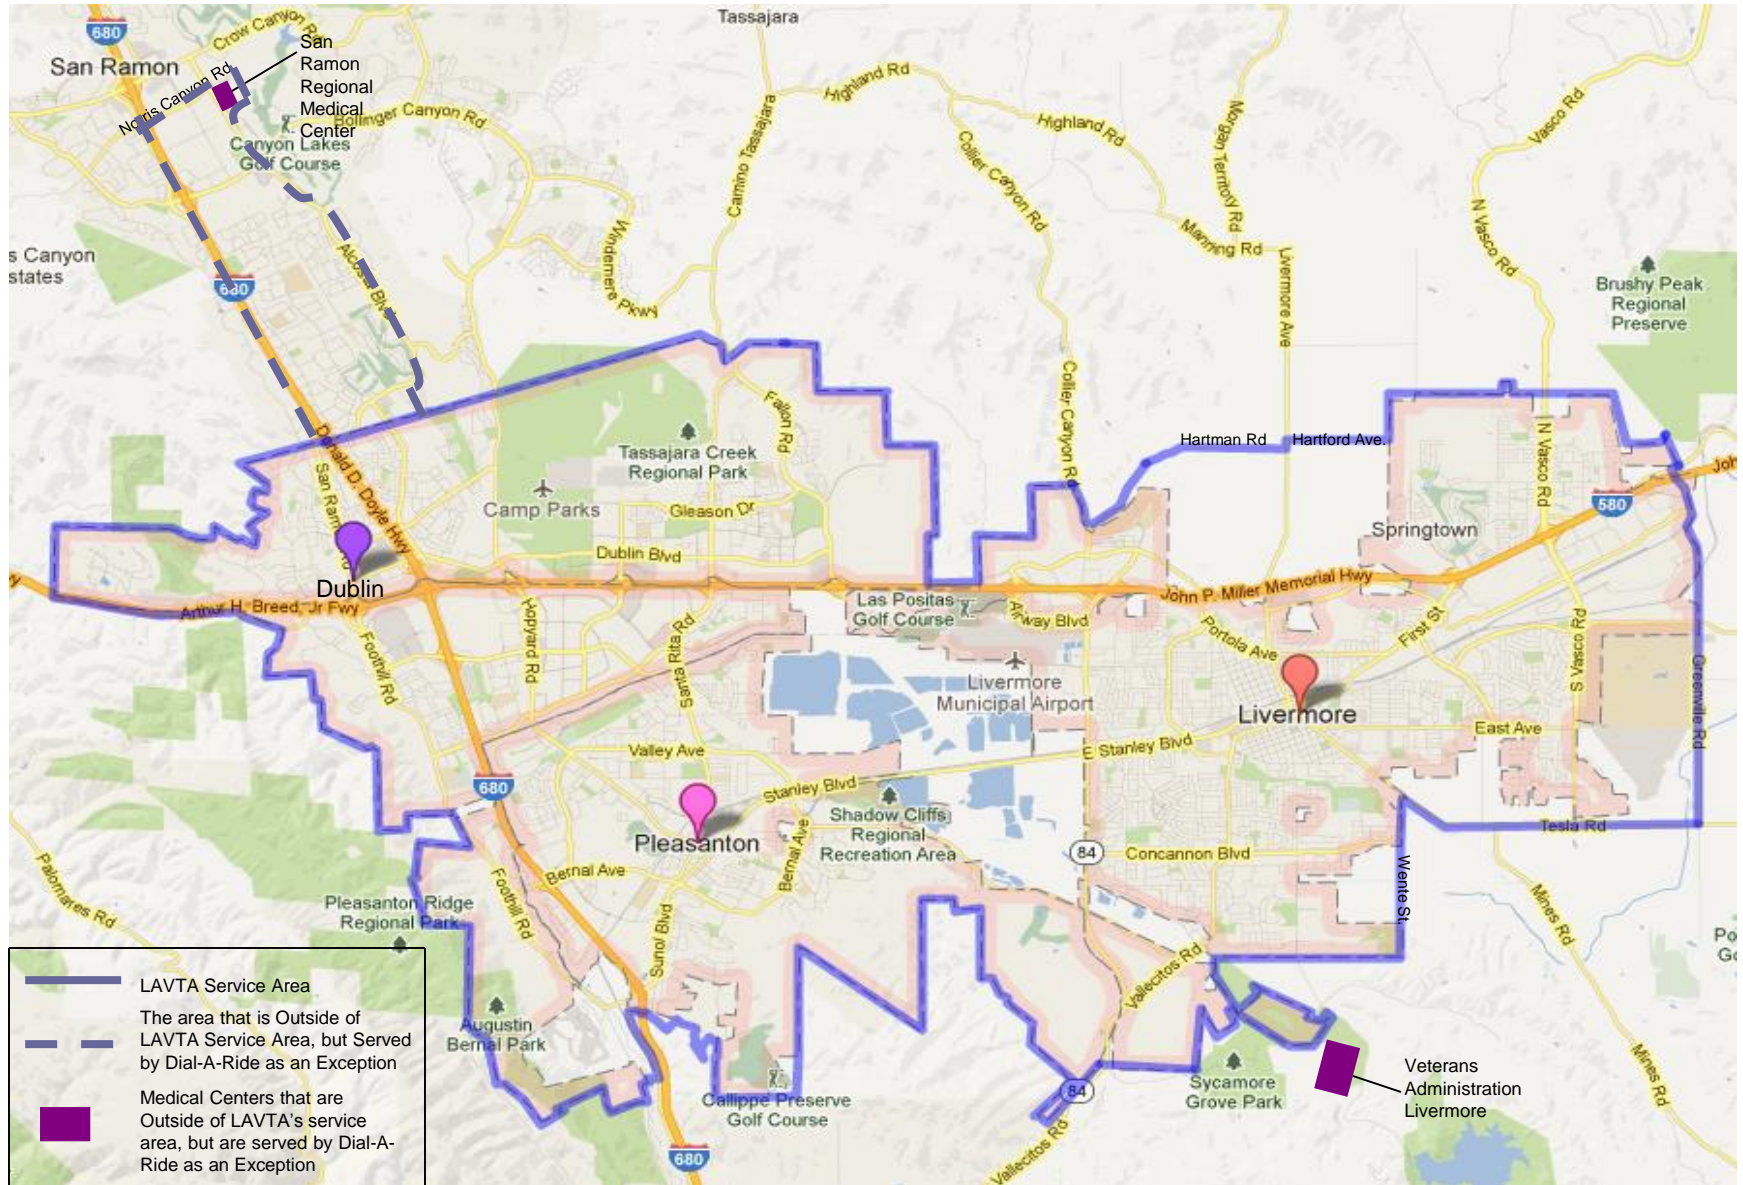 Tassajara
680
Crow Canyon Rd
San Ramon
San
Ramon
Regional
Medical
Center
Norris Canyon Rd
Bollinger Canyon Rd
Canyon Lakes
Golf Course
Highland Rd
Highland Rd
Camino Tassajara
Collier Canyon Rd
Morgan Territory Rd
Manning Rd
Livermore Ave
Vasco Rd
N Vasco Rd
s Canyon
states
680
Alcosta Blvd
Windemere Pkwy
Brushy Peak
Regional
Preserve
Collier Canyon Rd
Hartman Rd
Hartford Ave.
N Vasco Rd
Fallon Rd
Tassajara Creek
Regional Park
Camp Parks
Gleason Dr
Dublin Blvd
Donald D. Doyle Hwy
San Ramon Rd
Dublin
Arthur H. Breed, Jr Fwy
Joh
580
Springtown
John P. Miller Memorial Hwy
Las Positas
Golf Course
Airway Blvd
Portola Ave
First St
S Vasco Rd
Greenville Rd
Foothill Rd
Hopyard Rd
Santa Rita Rd
Livermore
Municipal Airport
Livermore
East Ave
E Stanley Blvd
Valley Ave
Stanley Blvd
680
Pleasanton
Shadow Cliffs
Regional
Recreation Area
Bernal Ave
Bernal Ave
84
Concannon Blvd
Tesla Rd
Wente St.
Mines Rd
Mines Rd
Palomares Rd
Pleasanton Ridge
Regional Park
Foothill Rd
Sunol Blvd
Vallecitos Rd
Po
Go
Augustin
Bernal Park
Callippe Preserve
Golf Course
84
Vallecitos Rd
Sycamore
Grove Park
Veterans
Administration
Livermore
680
LAVTA Service Area
The area that is Outside of
LAVTA Service Area, but Served
by Dial-A-Ride as an Exception
Medical Centers that are
Outside of LAVTA's service
area, but are served by Dial-A-
Ride as an Exception